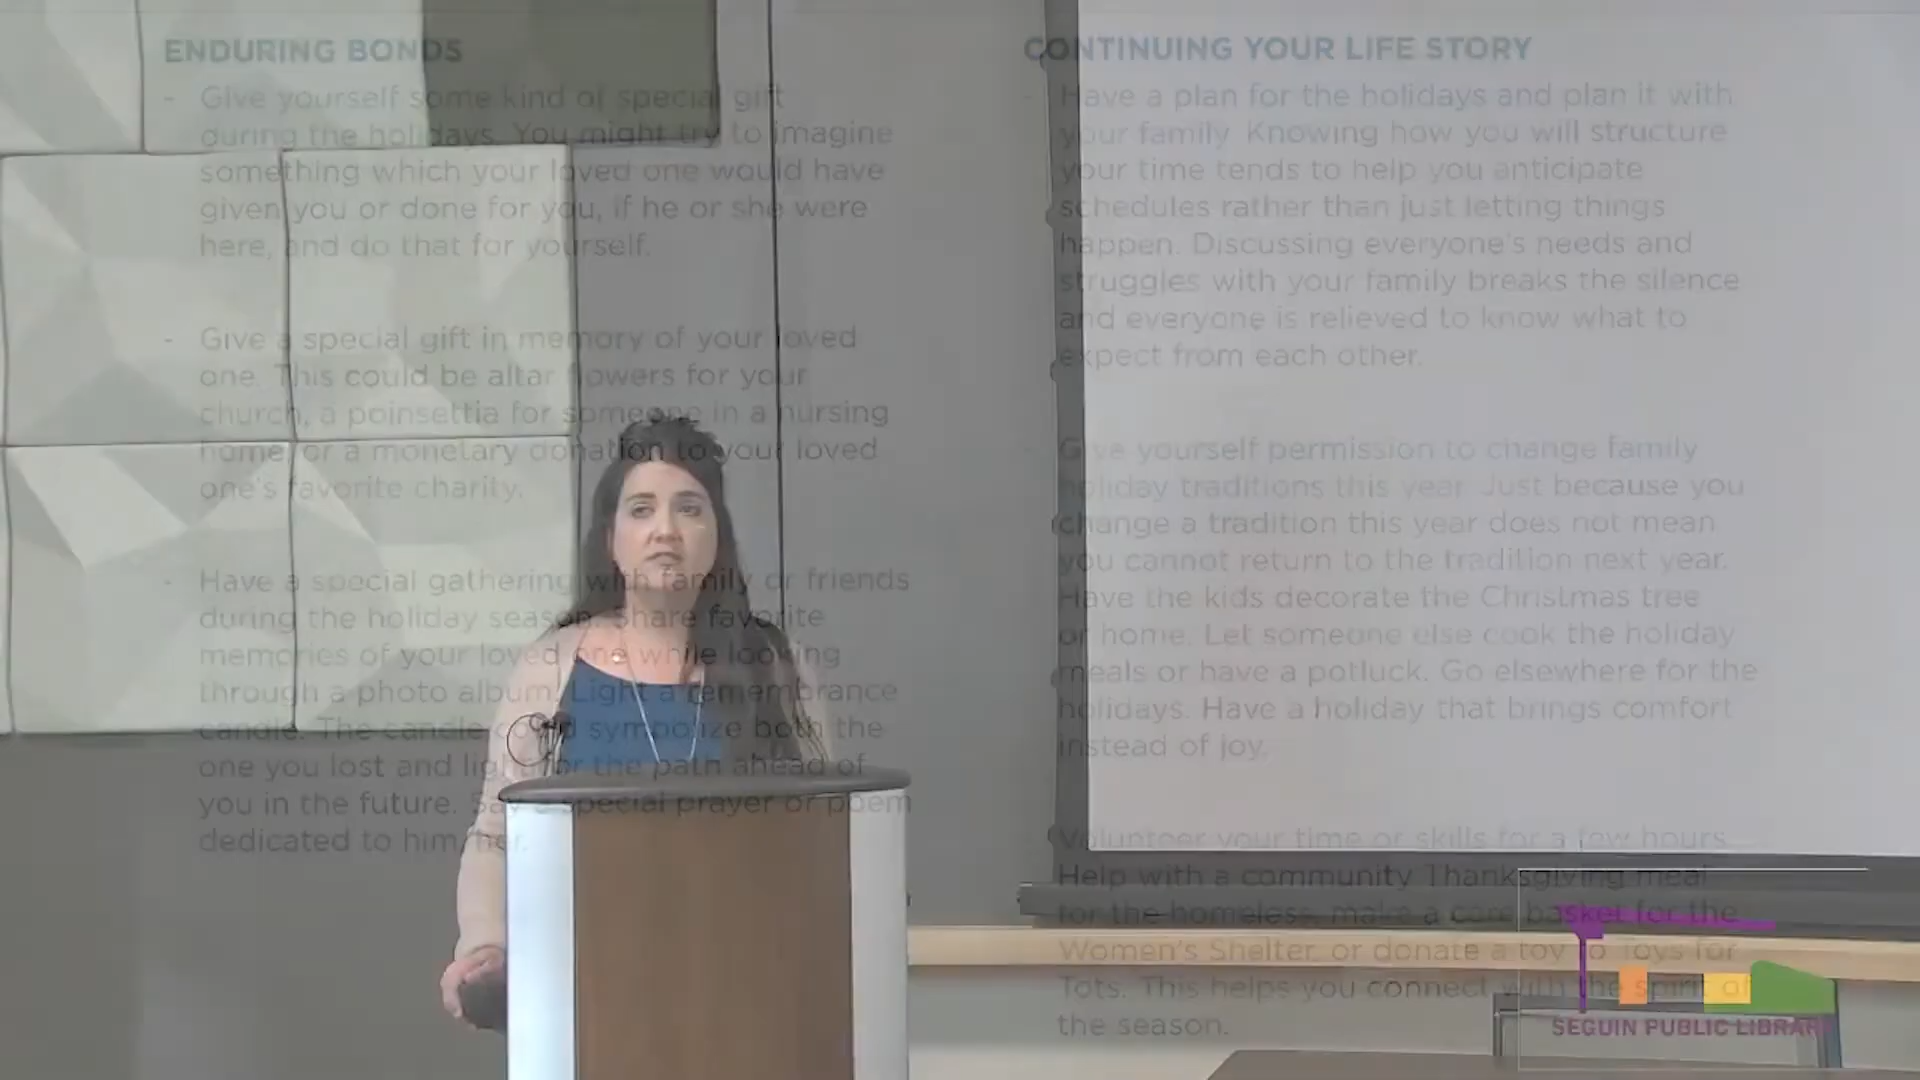 ENDURING BONDS
- Give yourself some kind of special gift
during the holidays. You might try to imagine
something which your loved one would have
given you or done for you, if he or she were
here, and do that for yourself.
- Give a special gift in memory of your loved
one. This could be altar flowers for your
church, a poinsettia for someone in a nursing
home or a monetary donation to your loved
one's favorite charity.
- Have a special gathering with family or friends
during the holiday season. Share favorite
memories of your loved one while looking
through a photo album. Light a remembrance
candle. The candle could symbolize both the
one you lost and light for the path ahead of
you in the future. Say a special prayer or poem
dedicated to him/her.
CONTINUING YOUR LIFE STORY
- Have a plan for the holidays and plan it with
your family. Knowing how you will structure
your time tends to help you anticipate
schedules rather than just letting things
happen. Discussing everyone's needs and
struggles with your family breaks the silence
and everyone is relieved to know what to
expect from each other.
Give yourself permission to change family
holiday traditions this year. Just because you
change a tradition this year does not mean
you cannot return to the tradition next year.
Have the kids decorate the Christmas tree
or home. Let someone else cook the holiday
meals or have a potluck. Go elsewhere for the
holidays. Have a holiday that brings comfort
instead of joy.
Volunteer your time or skills for a few hours.
Help with a community Thanksgiving meal
for the homeless, make a care basket for the
Women's Shelter, or donate a toy to Toys for
Tots. This helps you connect with the spirit of
the season.
SEGUIN PUBLIC LIBRARY